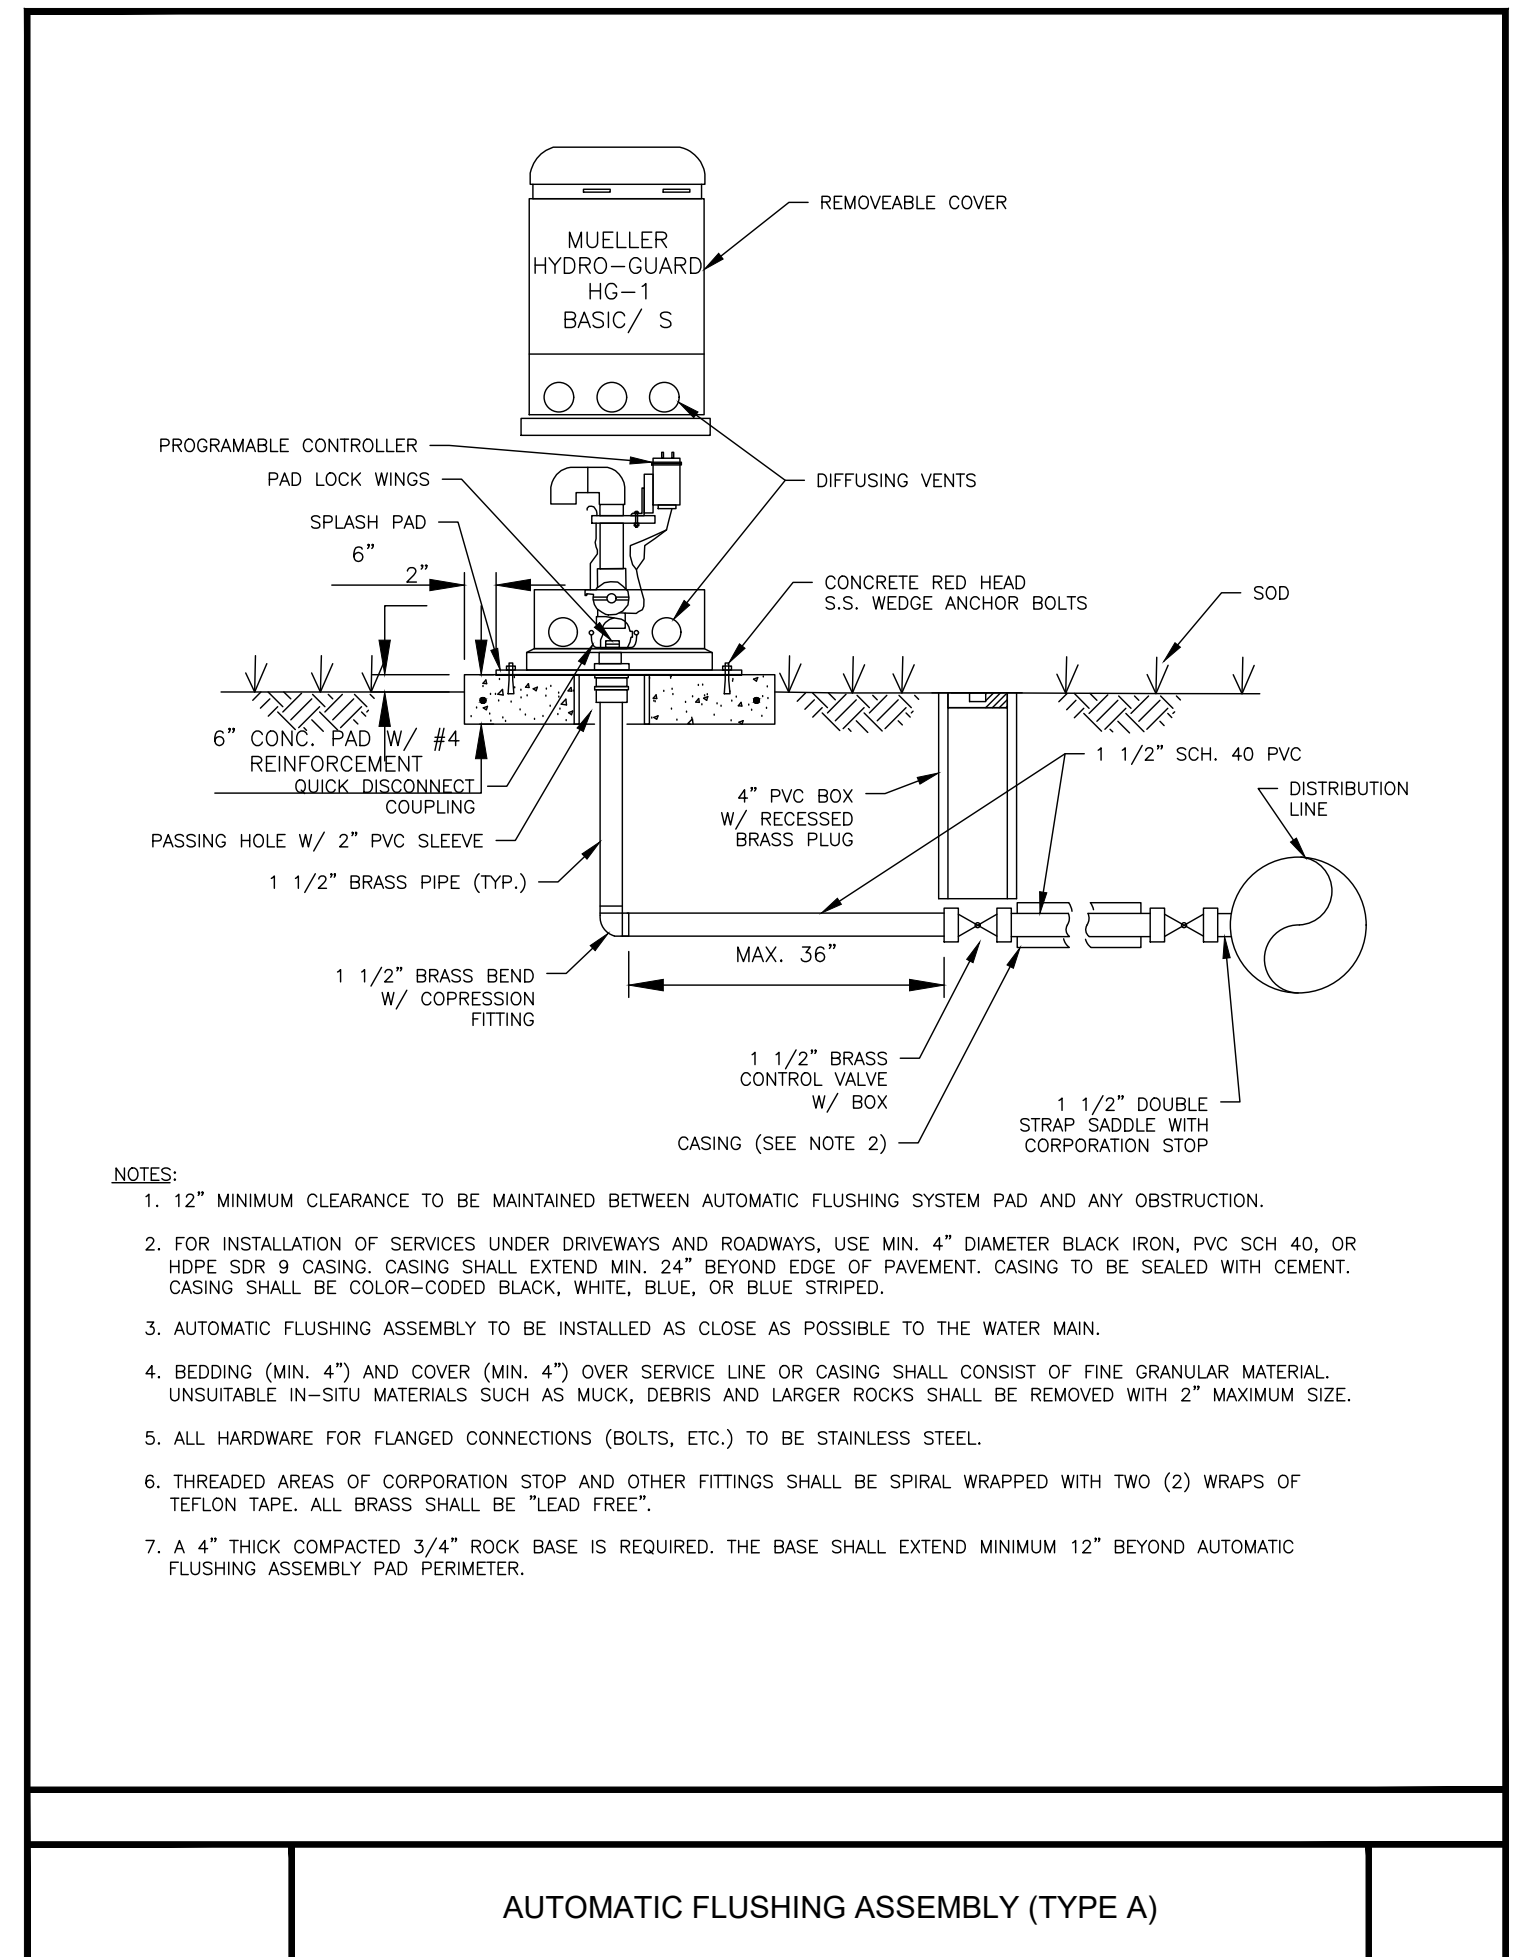 REMOVEABLE COVER
MUELLER
HYDRO-GUARD
HG-1
BASIC/ S
PROGRAMABLE CONTROLLER
PAD LOCK WINGS
DIFFUSING VENTS
SPLASH PAD
6"
2"
CONCRETE RED HEAD
S.S. WEDGE ANCHOR BOLTS
SOD
6" CONC. PAD W/ #4
REINFORCEMENT
QUICK DISCONNECT
COUPLING
1 1/2" SCH. 40 PVC
4" PVC BOX
W/ RECESSED
BRASS PLUG
DISTRIBUTION
LINE
PASSING HOLE W/ 2" PVC SLEEVE
1 1/2" BRASS PIPE (TYP.)
MAX. 36"
1 1/2" BRASS BEND
W/ COPRESSION
FITTING
1 1/2" BRASS
CONTROL VALVE
W/ BOX
1 1/2" DOUBLE
STRAP SADDLE WITH
CORPORATION STOP
CASING (SEE NOTE 2)
NOTES:
1. 12" MINIMUM CLEARANCE TO BE MAINTAINED BETWEEN AUTOMATIC FLUSHING SYSTEM PAD AND ANY OBSTRUCTION.
2. FOR INSTALLATION OF SERVICES UNDER DRIVEWAYS AND ROADWAYS, USE MIN. 4" DIAMETER BLACK IRON, PVC SCH 40, OR
HDPE SDR 9 CASING. CASING SHALL EXTEND MIN. 24" BEYOND EDGE OF PAVEMENT. CASING TO BE SEALED WITH CEMENT.
CASING SHALL BE COLOR-CODED BLACK, WHITE, BLUE, OR BLUE STRIPED.
3. AUTOMATIC FLUSHING ASSEMBLY TO BE INSTALLED AS CLOSE AS POSSIBLE TO THE WATER MAIN.
4. BEDDING (MIN. 4") AND COVER (MIN. 4") OVER SERVICE LINE OR CASING SHALL CONSIST OF FINE GRANULAR MATERIAL.
UNSUITABLE IN-SITU MATERIALS SUCH AS MUCK, DEBRIS AND LARGER ROCKS SHALL BE REMOVED WITH 2" MAXIMUM SIZE.
5. ALL HARDWARE FOR FLANGED CONNECTIONS (BOLTS, ETC.) TO BE STAINLESS STEEL.
6. THREADED AREAS OF CORPORATION STOP AND OTHER FITTINGS SHALL BE SPIRAL WRAPPED WITH TWO (2) WRAPS OF
TEFLON TAPE. ALL BRASS SHALL BE "LEAD FREE".
7. A 4" THICK COMPACTED 3/4" ROCK BASE IS REQUIRED. THE BASE SHALL EXTEND MINIMUM 12" BEYOND AUTOMATIC
FLUSHING ASSEMBLY PAD PERIMETER.
AUTOMATIC FLUSHING ASSEMBLY (TYPE A)